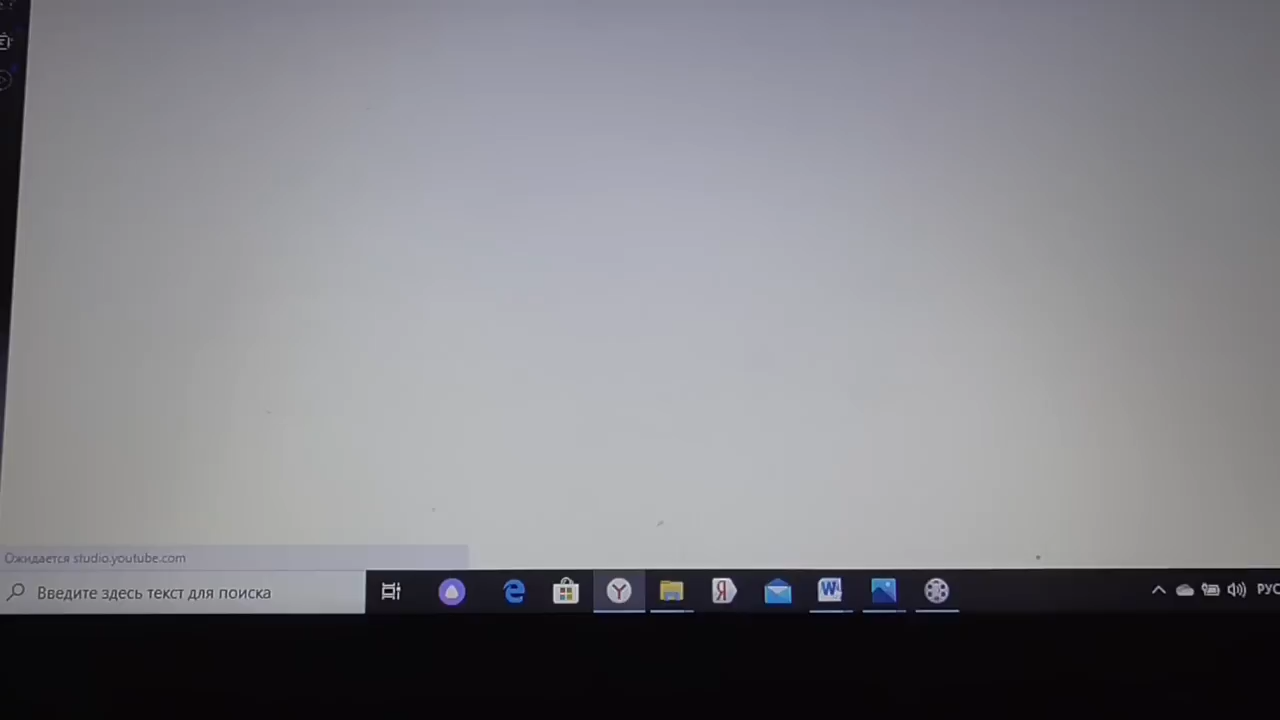 Ожидается studio.youtube.com
Введите здесь текст для поиска
Я
W
РУС